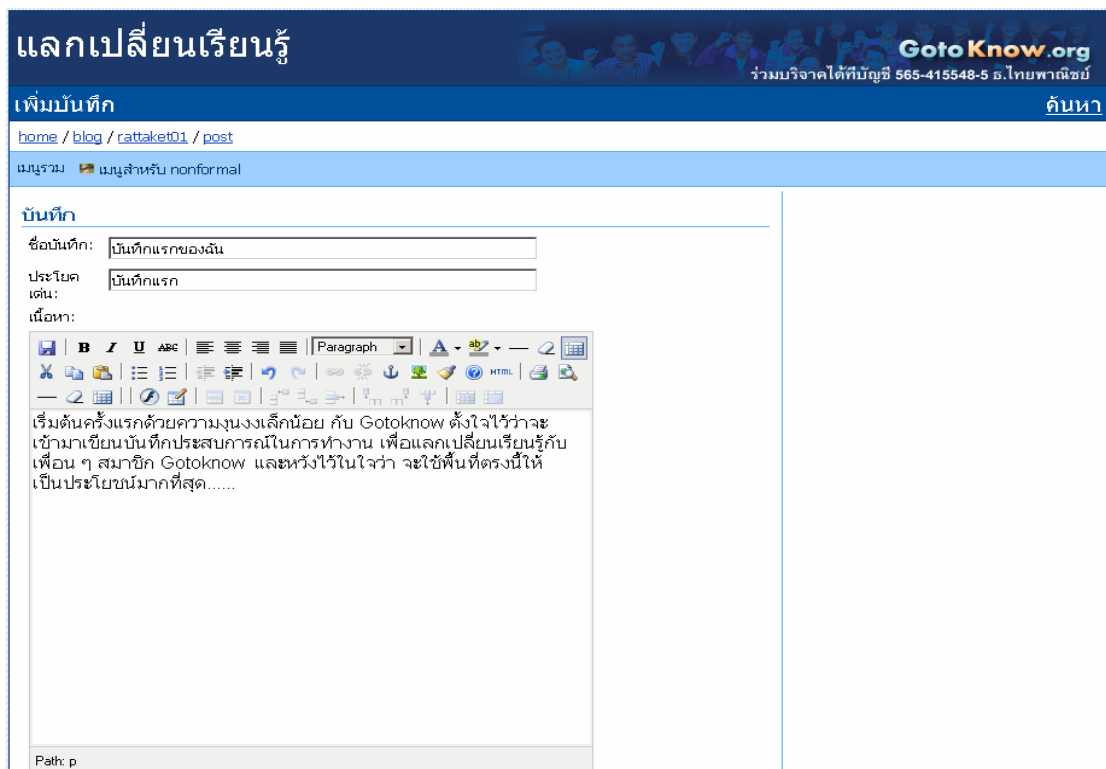 แลกเปลี่ยนเรียนรู้
GotoKnow.org
ร่วมบริจาคได้ที่บัญชี 565-415548-5 ธ.ไทยพาณิชย์
เพิ่มบันทึก
ค้นหา
home / blog / rattaket01 / post
เมนูรวม เมนูสำหรับ nonformal
บันทึก
ชื่อบันทึก: บันทึกแรกของฉัน
ประโยค
เด่น: บันทึกแรก
เนื้อหา:
B I U ABC Paragraph A ab
HTML
เริ่มต้นครั้งแรกด้วยความงุนงงเล็กน้อย กับ Gotoknow ตั้งใจไว้ว่าจะ
เข้ามาเขียนบันทึกประสบการณ์ในการทำงาน เพื่อแลกเปลี่ยนเรียนรู้กับ
เพื่อน ๆ สมาชิก Gotoknow และหวังไว้ในใจว่า จะใช้พื้นที่ตรงนี้ให้
เป็นประโยชน์มากที่สุด......
Path: p